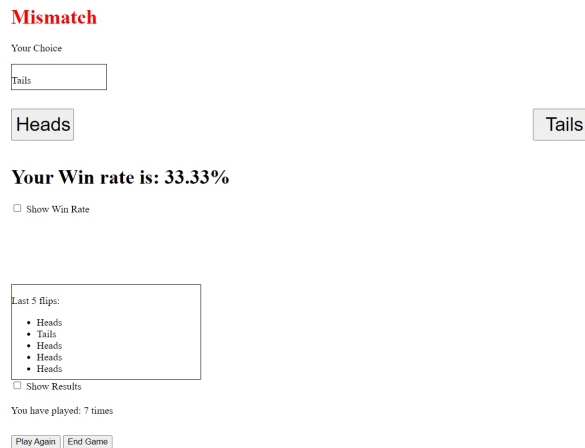 Mismatch
Your Choice
Tails
Heads Tails
Your Win rate is: 33.33%
Show Win Rate
Last 5 flips:
Heads
Tails
Heads
Heads
Heads
Show Results
You have played: 7 times
Play Again End Game